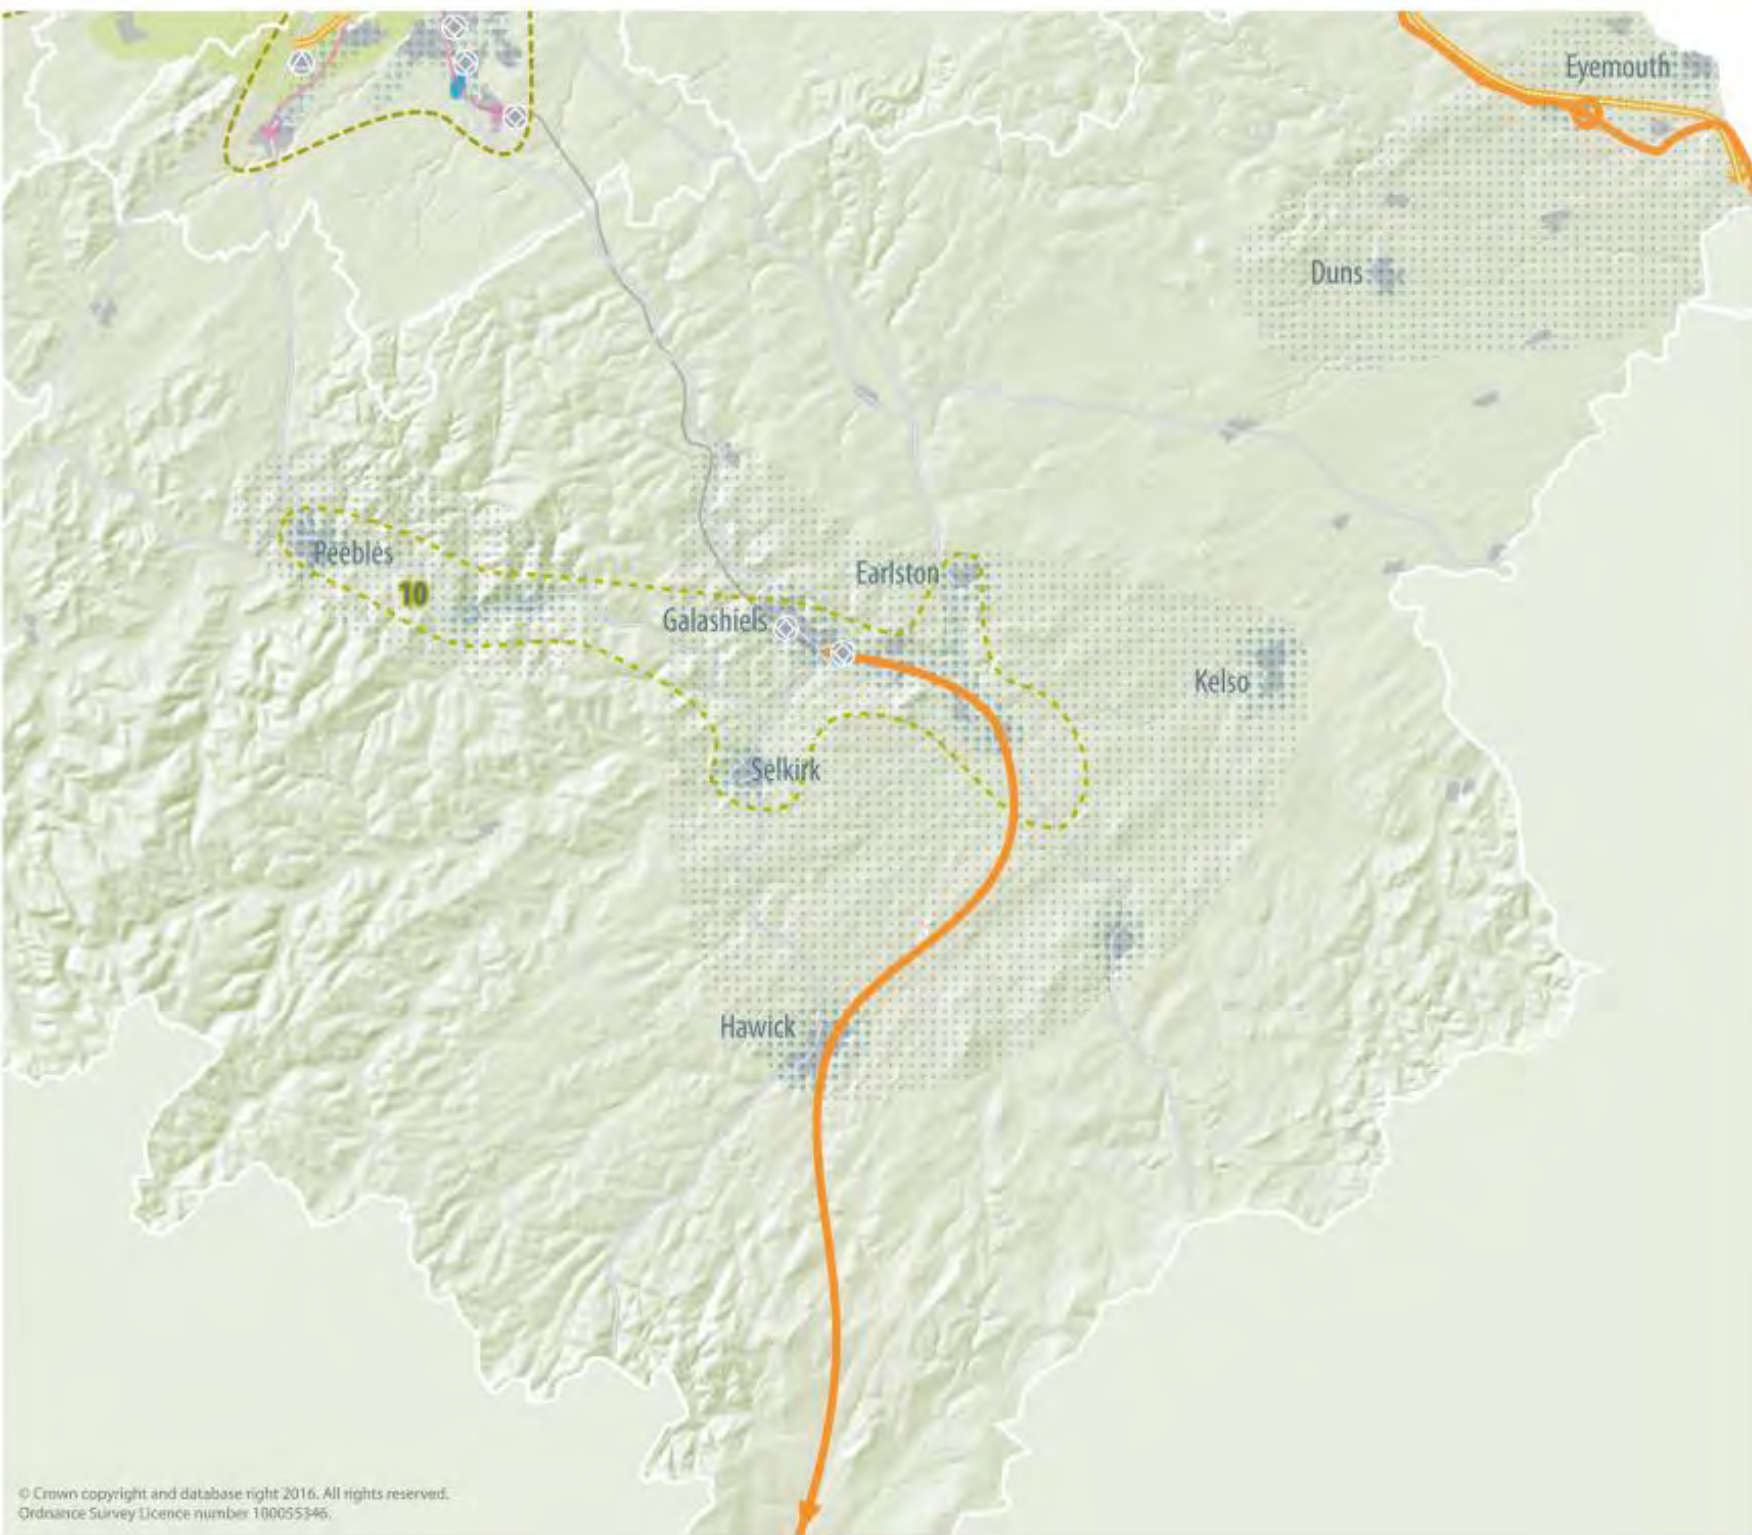 Eyemouth
Duns
Peebles
10
Earlston
Galashiels
Kelso
Selkirk
Hawick
© Crown copyright and database right 2016. All rights reserved.
Ordnance Survey Licence number 100055346.